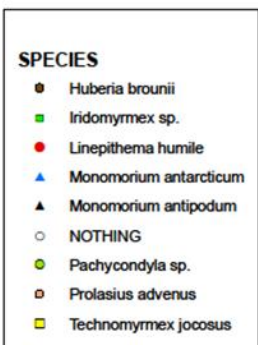 SPECIES
Huberia brounii
Iridomyrmex sp.
Linepithema humile
Monomorium antarcticum
Monomorium antipodum
NOTHING
Pachycondyla sp.
Prolasius advenus
Technomyrmex jocosus